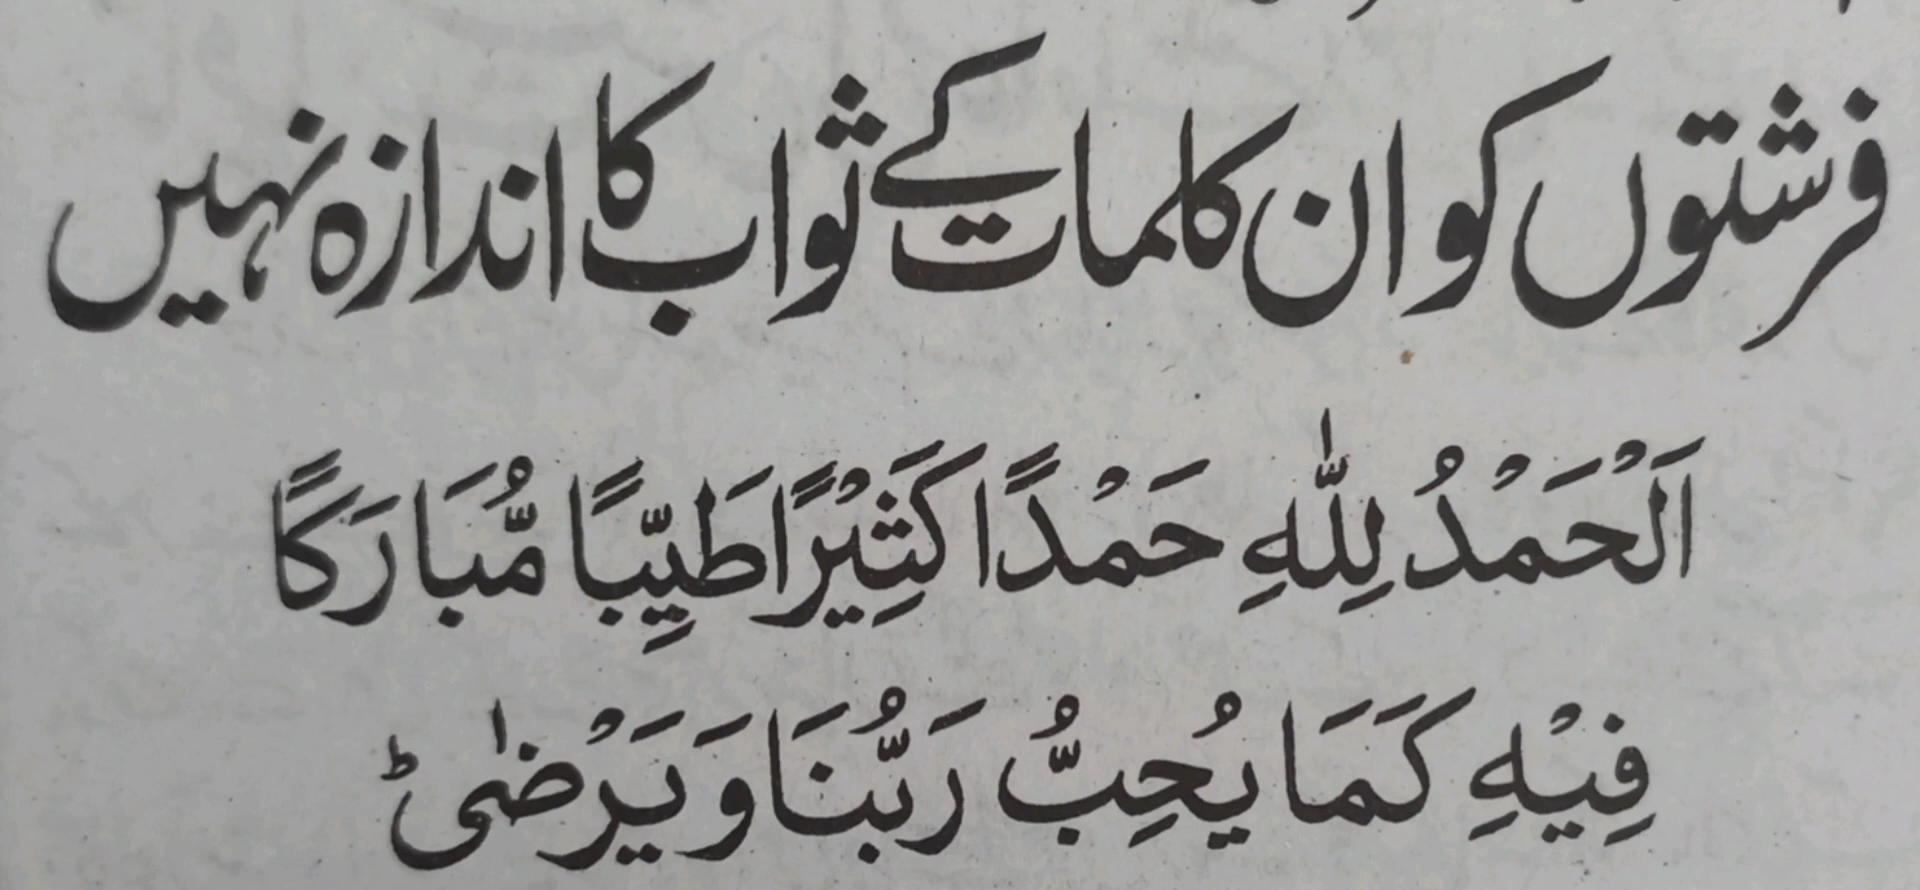 فرشتوں کو ان کلمات کے ثواب کا اندازہ نہیں
اَلْحَمْدُ لِلّٰهِ حَمْدًا كَثِيْرًا طَيِّبًا مُّبَارَكًا
فِيْهِ كَمَا يُحِبُّ رَبُّنَا وَيَرْضٰىؕ